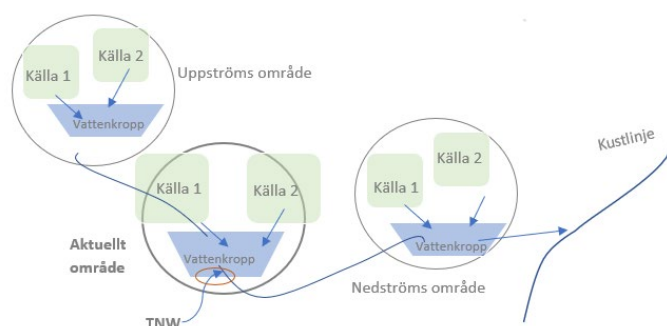 Källa 1
Källa 2
Uppströms område
Vattenkropp
Källa 1
Källa 2
Aktuellt
område
Vattenkropp
TNW
Källa 1
Källa 2
Vattenkropp
Nedströms område
Kustlinje